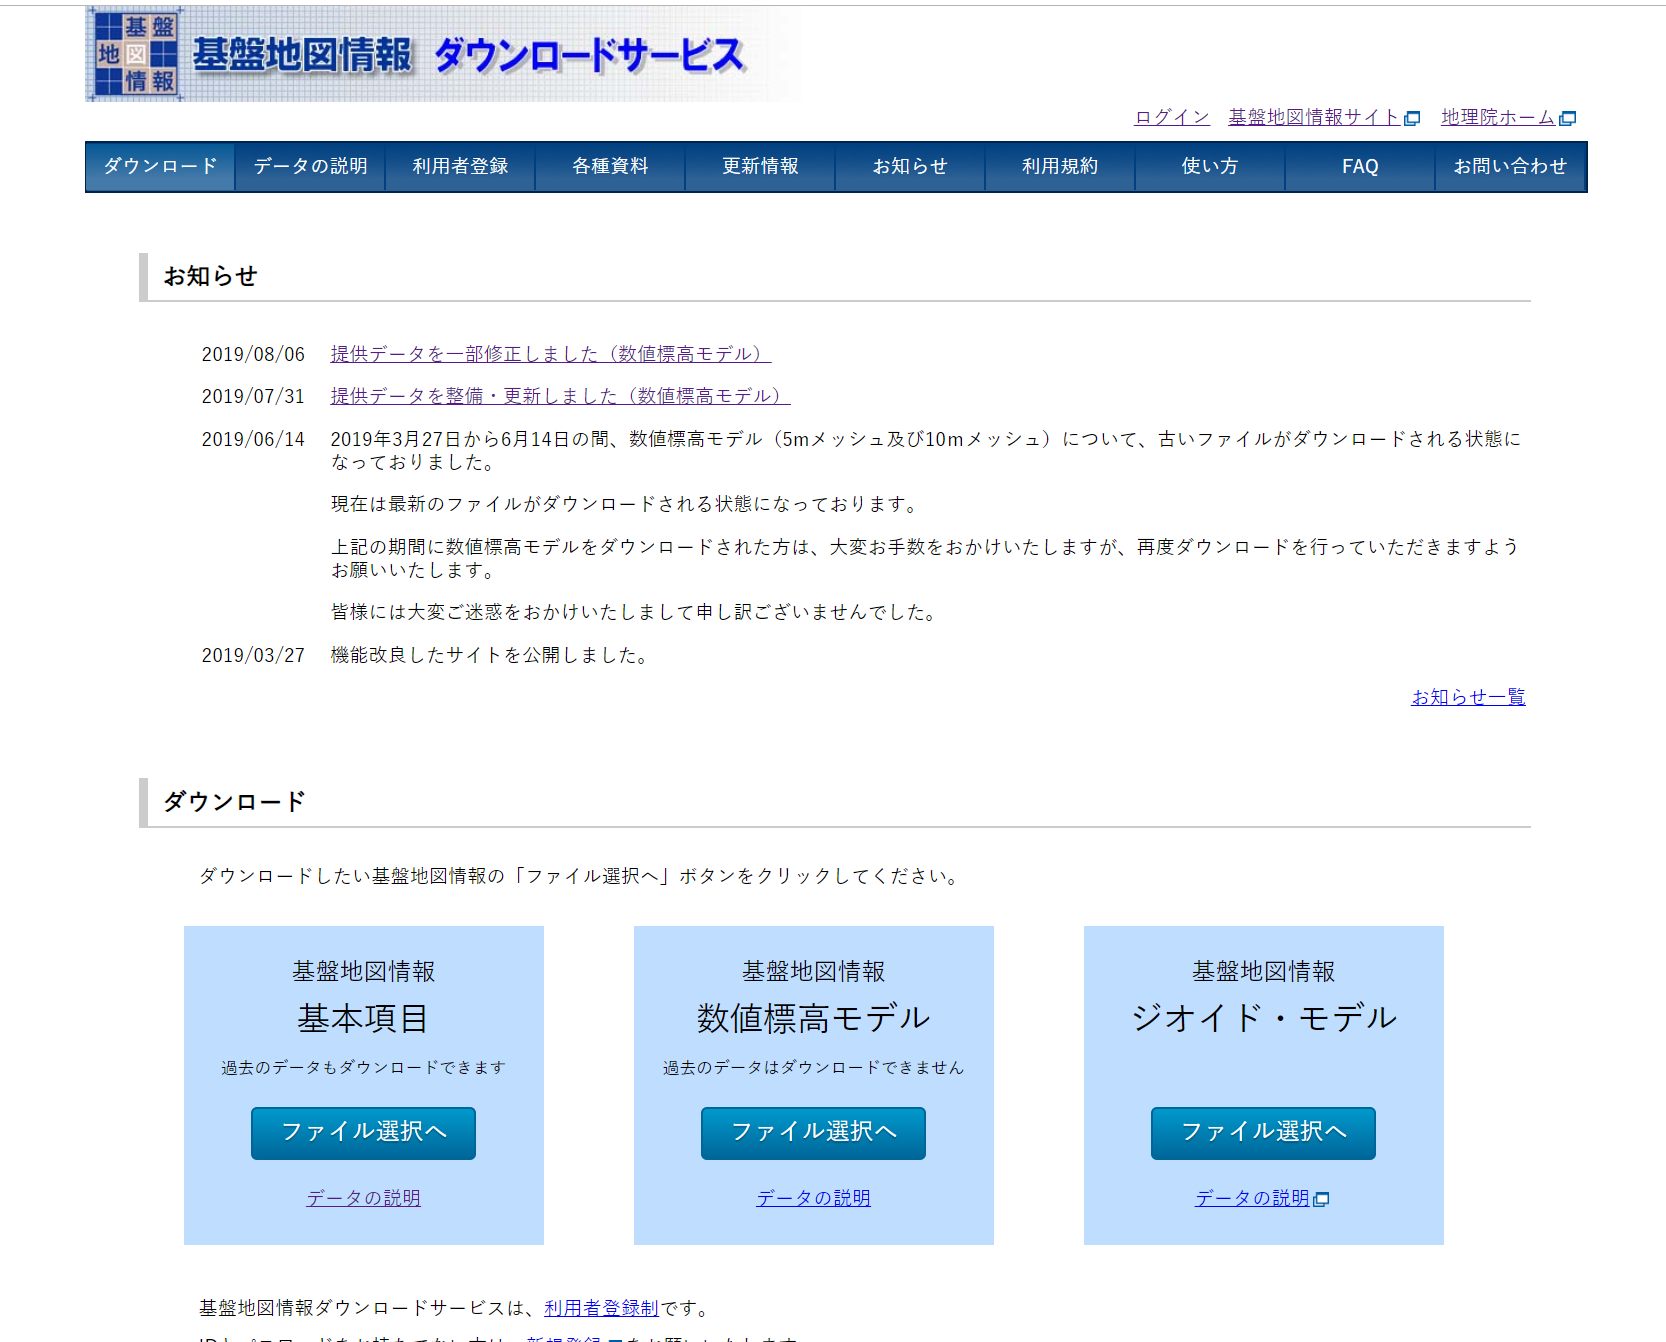 基盤
地図
情報
基盤地図情報 ダウンロードサービス
ログイン 基盤地図情報サイト 地理院ホーム
ダウンロード データの説明 利用者登録 各種資料 更新情報 お知らせ 利用規約 使い方 FAQ お問い合わせ
お知らせ
2019/08/06 提供データを一部修正しました（数値標高モデル）
2019/07/31 提供データを整備・更新しました（数値標高モデル）
2019/06/14 2019年3月27日から6月14日の間、数値標高モデル（5mメッシュ及び10mメッシュ）について、古いファイルがダウンロードされる状態に
なっておりました。
現在は最新のファイルがダウンロードされる状態になっております。
上記の期間に数値標高モデルをダウンロードされた方は、大変お手数をおかけいたしますが、再度ダウンロードを行っていただきますよう
お願いいたします。
皆様には大変ご迷惑をおかけいたしまして申し訳ございませんでした。
2019/03/27 機能改良したサイトを公開しました。
お知らせ一覧
ダウンロード
ダウンロードしたい基盤地図情報の「ファイル選択へ」ボタンをクリックしてください。
基盤地図情報
基本項目
過去のデータもダウンロードできます
ファイル選択へ
データの説明
基盤地図情報
数値標高モデル
過去のデータはダウンロードできません
ファイル選択へ
データの説明
基盤地図情報
ジオイド・モデル
ファイル選択へ
データの説明
基盤地図情報ダウンロードサービスは、利用者登録制です。